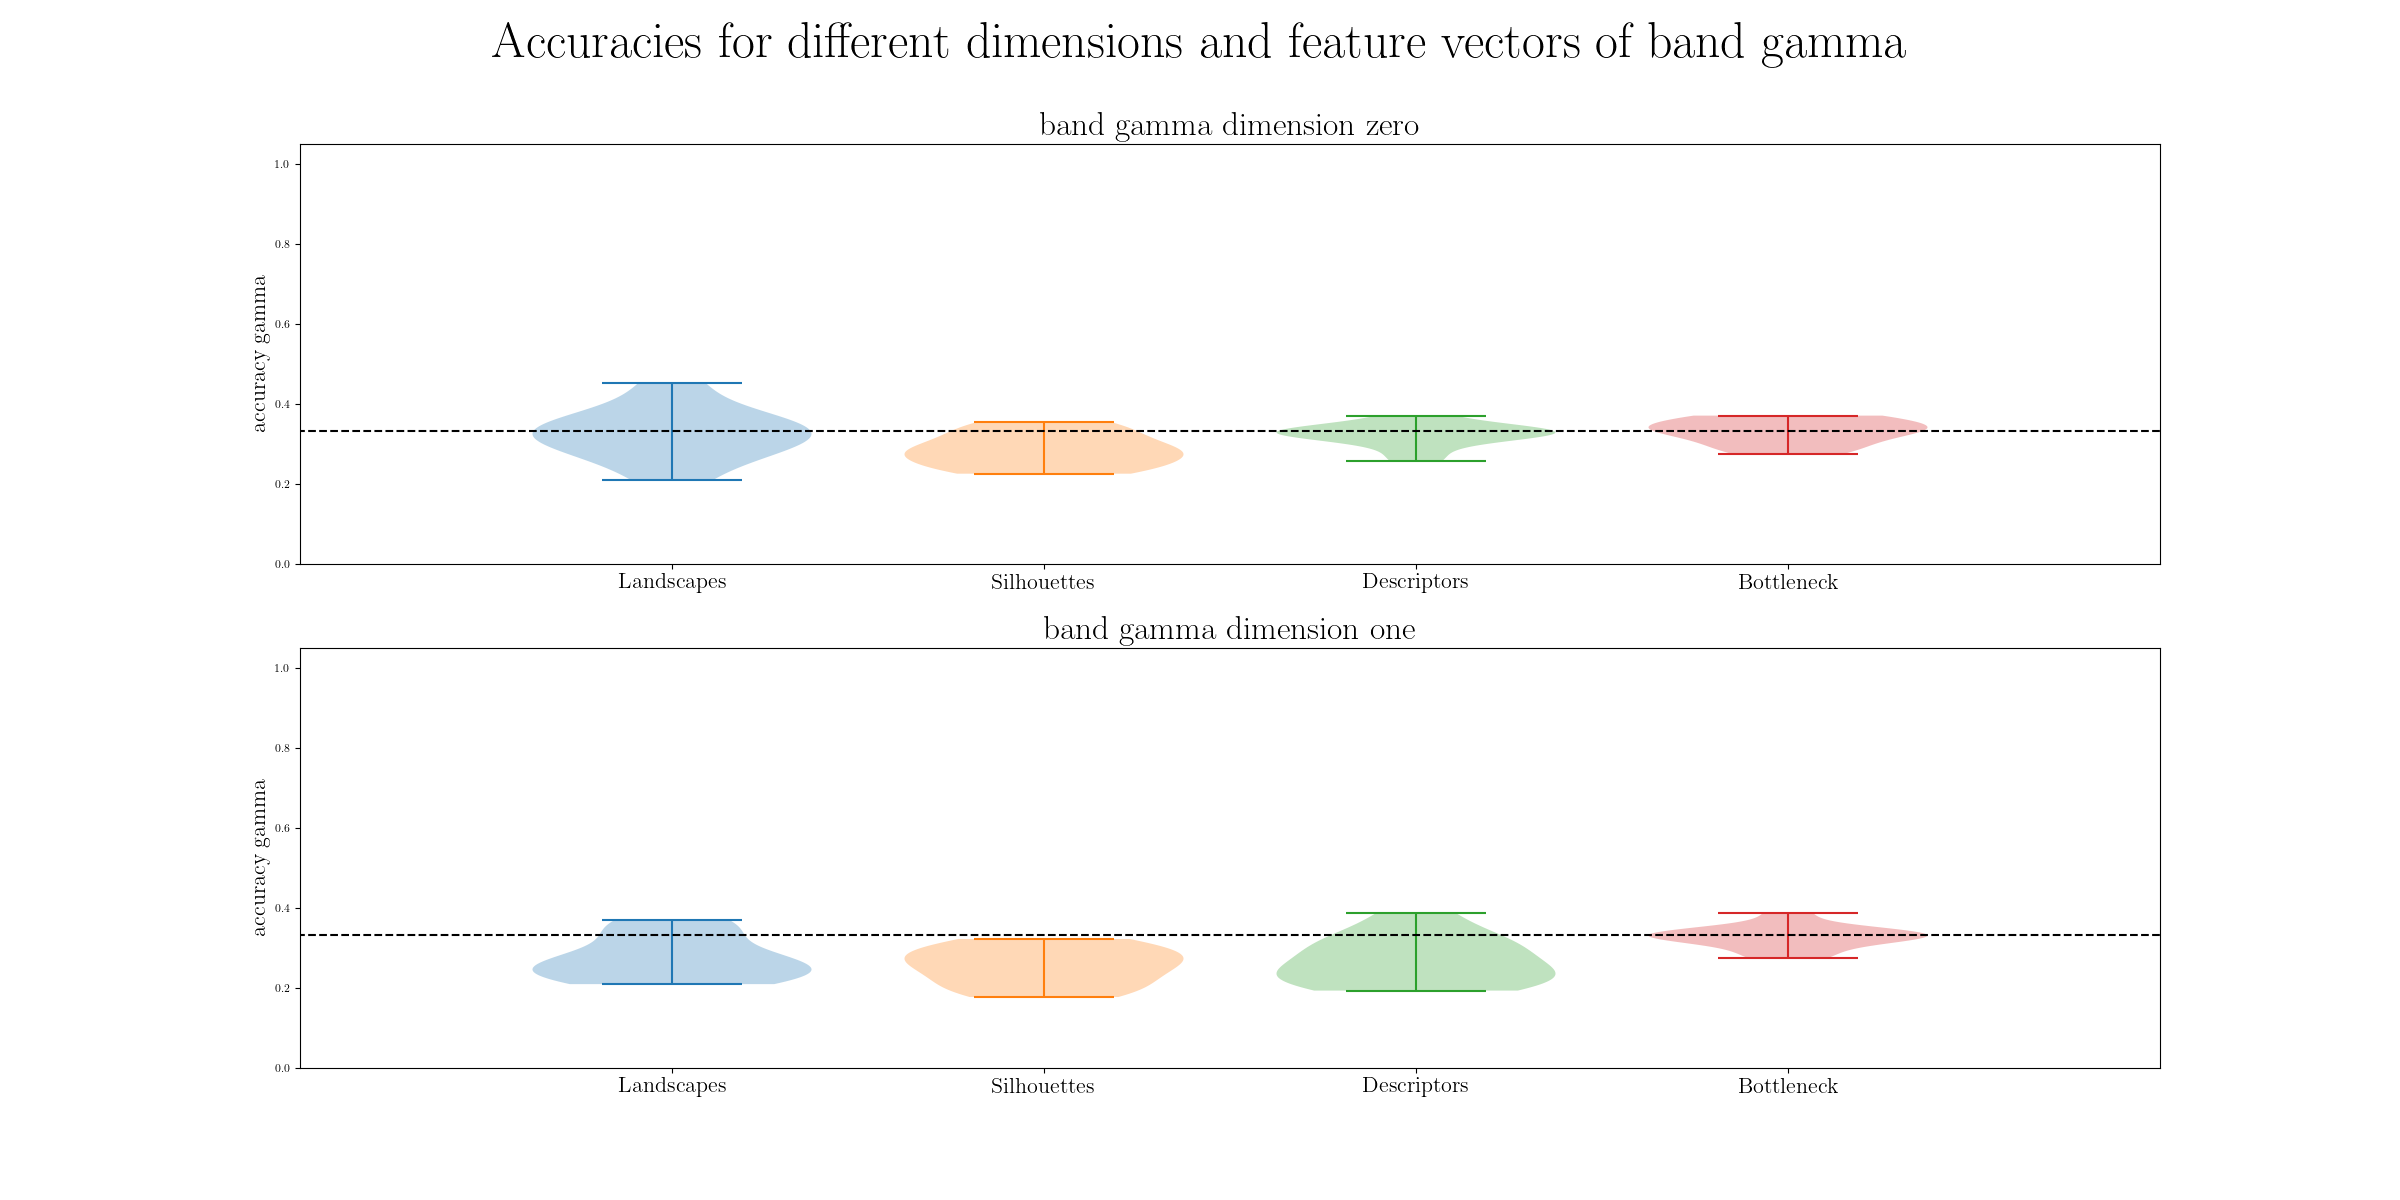 Accuracies for different dimensions and feature vectors of band gamma
band gamma dimension zero
1.0
0.8
0.6
0.4
0.2
0.0
accuracy gamma
Landscapes Silhouettes Descriptors Bottleneck
band gamma dimension one
1.0
0.8
0.6
0.4
0.2
0.0
accuracy gamma
Landscapes Silhouettes Descriptors Bottleneck